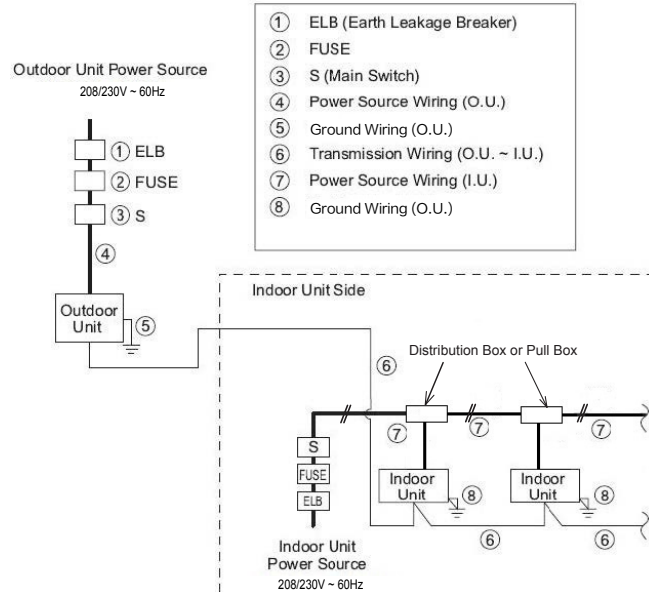 ① ELB (Earth Leakage Breaker)
② FUSE
③ S (Main Switch)
④ Power Source Wiring (O.U.)
⑤ Ground Wiring (O.U.)
⑥ Transmission Wiring (O.U. ~ I.U.)
⑦ Power Source Wiring (I.U.)
⑧ Ground Wiring (O.U.)
Outdoor Unit Power Source
208/230V ~ 60Hz
① ELB
② FUSE
③ S
④
Outdoor
Unit
⑤
Indoor Unit Side
⑥
Distribution Box or Pull Box
⑦
⑦
⑦
S
FUSE
ELB
Indoor
Unit
⑧
Indoor
Unit
⑧
⑥
⑥
Indoor Unit
Power Source
208/230V ~ 60Hz